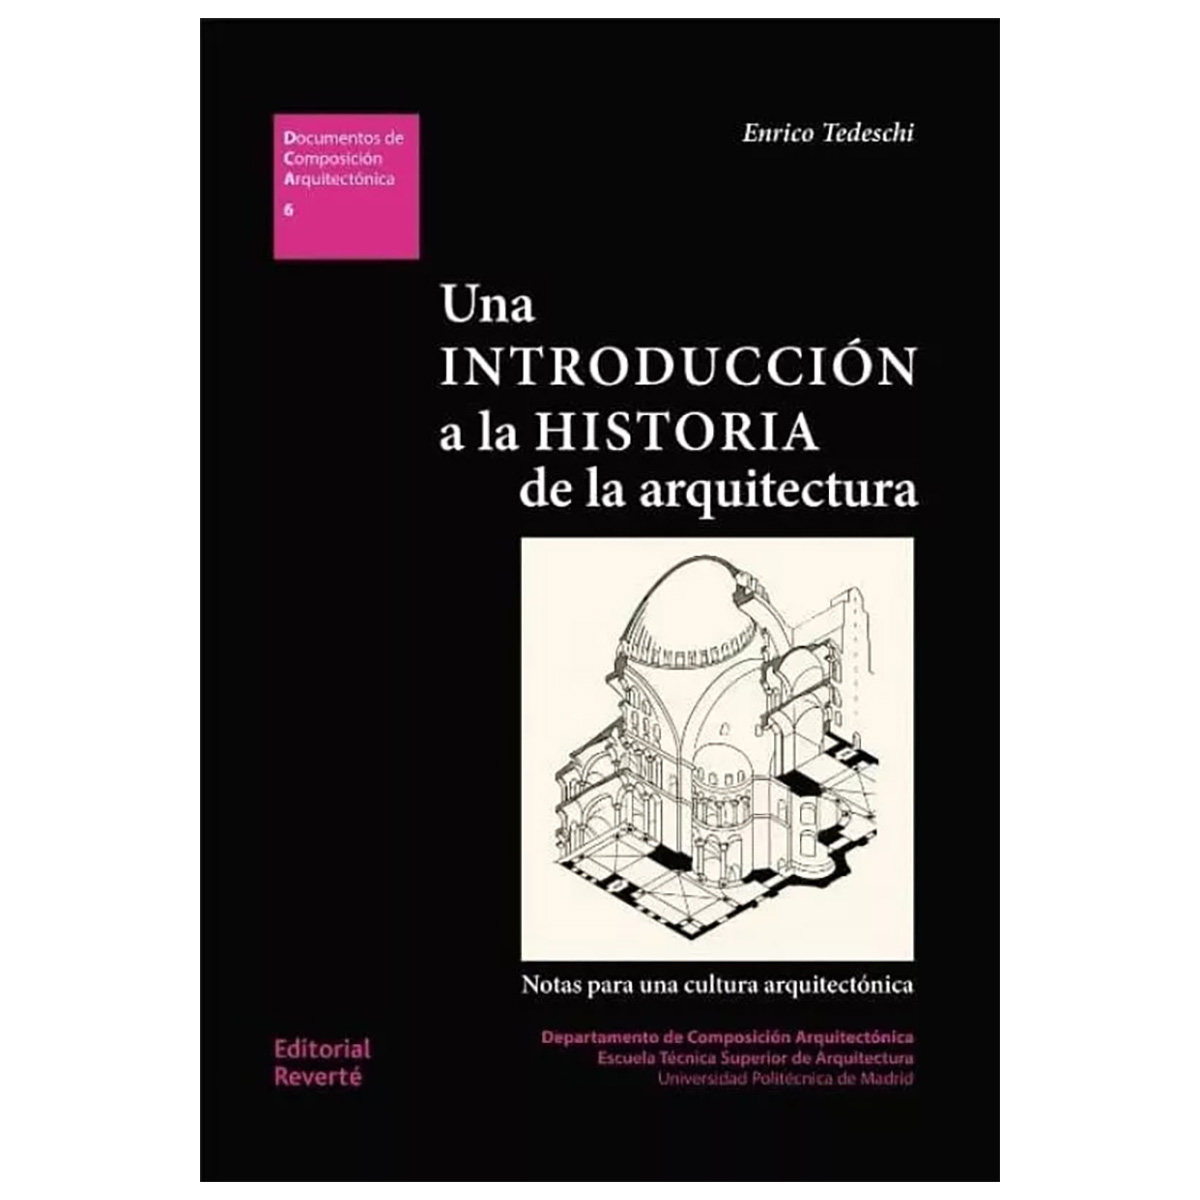 Documentos de
Composición
Arquitectónica
6
Enrico Tedeschi
Una
INTRODUCCIÓN
a la HISTORIA
de la arquitectura
Notas para una cultura arquitectónica
Departamento de Composición Arquitectónica
Escuela Técnica Superior de Arquitectura
Universidad Politécnica de Madrid
Editorial
Reverté